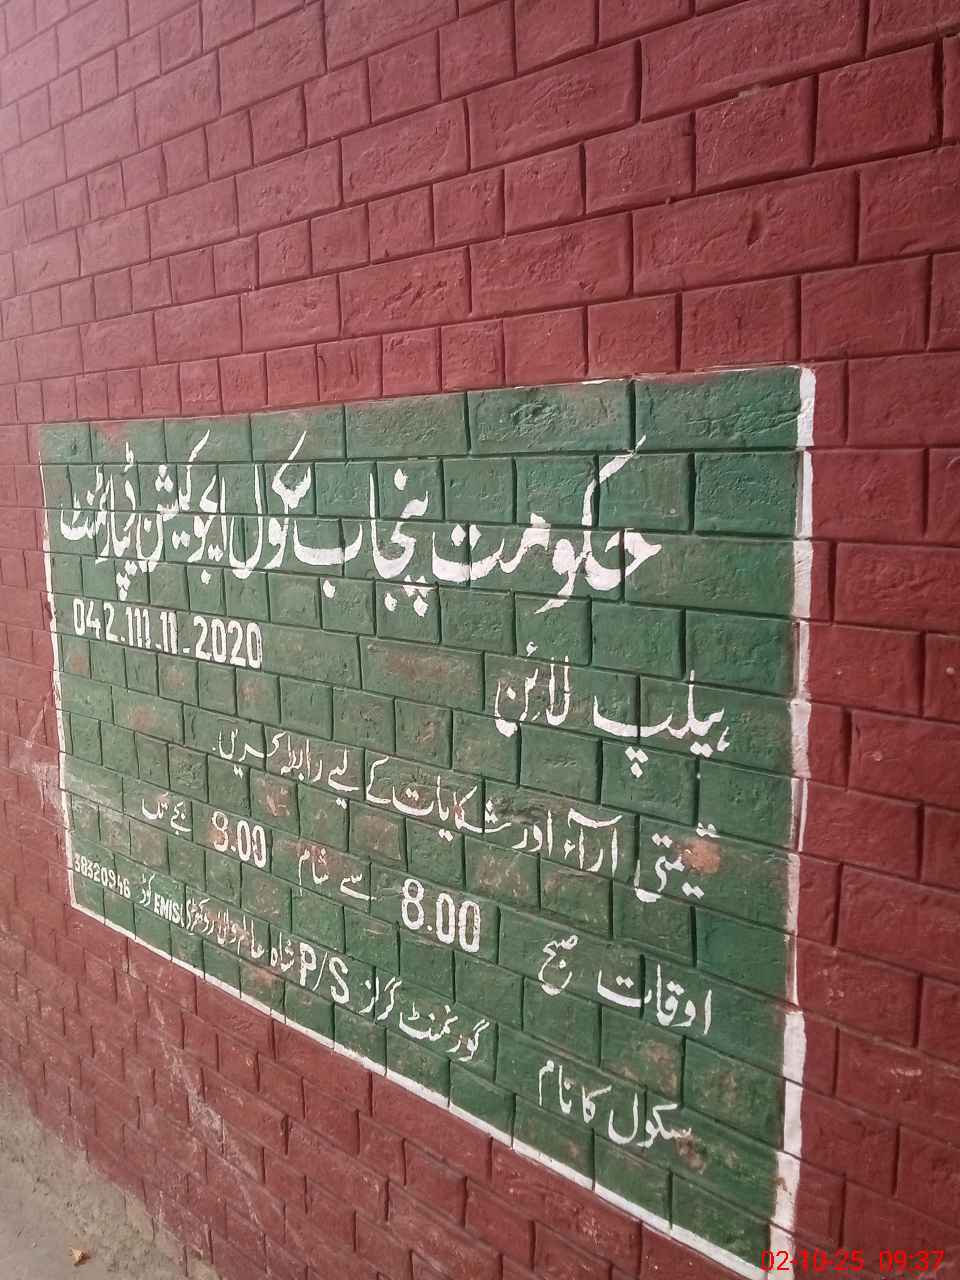 حکومت پنجاب سکول ایجوکیشن ڈیپارٹمنٹ
042.111.11.2020
ہیلپ لائن
قیمتی آراء اور شکایات کے لیے رابطہ کریں۔
اوقات صبح 8.00 سے شام 8.00 بجے تک
سکول کا نام گورنمنٹ گرلز P/S شاہ EMIS کوڈ 38320946
02-10-25 09:37